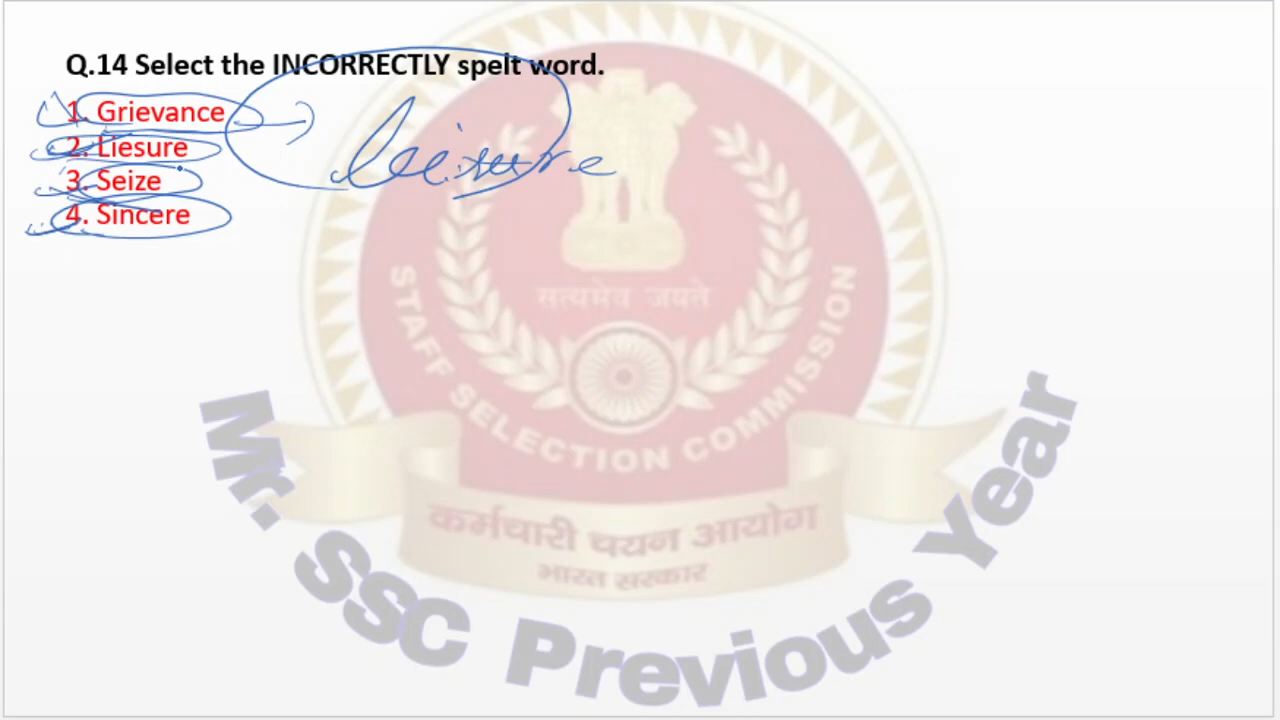 Q.14 Select the INCORRECTLY spelt word.
1. Grievance
2. Liesure
leisure
3. Seize
4. Sincere
सत्यमेव जयते
STAFF SELECTION COMMISSION
कर्मचारी चयन आयोग
भारत सरकार
Mr. SSC Previous Year